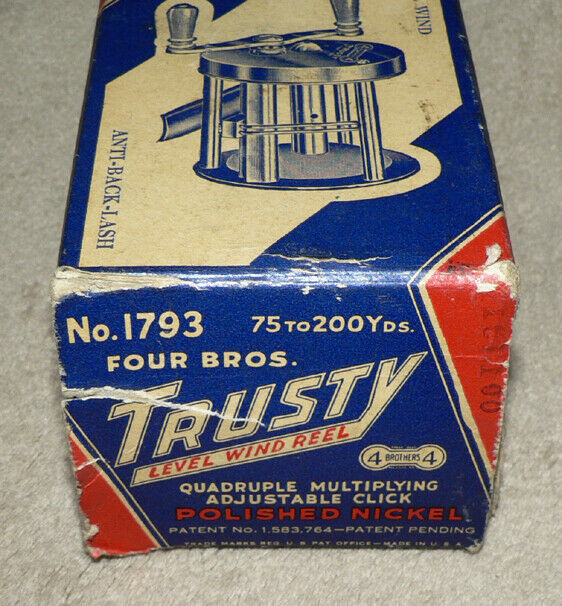 WIND
ANTI-BACK-LASH
No. 1793 75 TO 200 YDS.
FOUR BROS.
TRUSTY
LEVEL WIND REEL
4 BROTHERS 4
QUADRUPLE MULTIPLYING
ADJUSTABLE CLICK
POLISHED NICKEL
PATENT No. 1,583,764—PATENT PENDING
TRADE MARKS REG. U. S. PAT. OFFICE—MADE IN U.S.A.